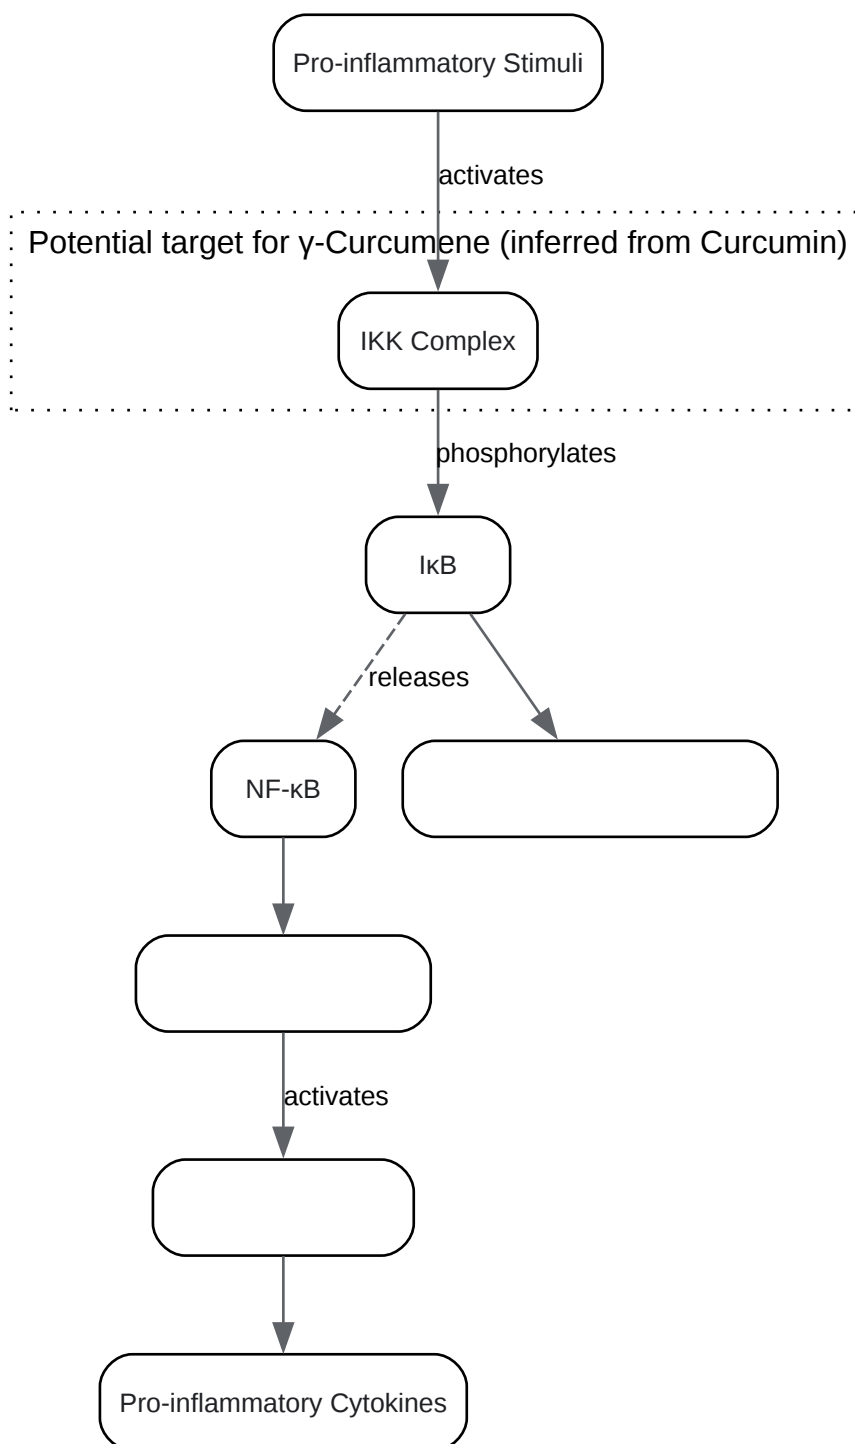 Pro-inflammatory Stimuli
activates
Potential target for γ-Curcumene (inferred from Curcumin)
IKK Complex
phosphorylates
IκB
releases
NF-κB
activates
Pro-inflammatory Cytokines